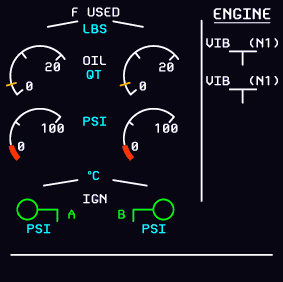 F USED
ENGINE
LBS
VIB (N1)
20 OIL 20
0 QT 0
VIB (N1)
100 PSI 100
0 0
°C
IGN
A B
PSI PSI